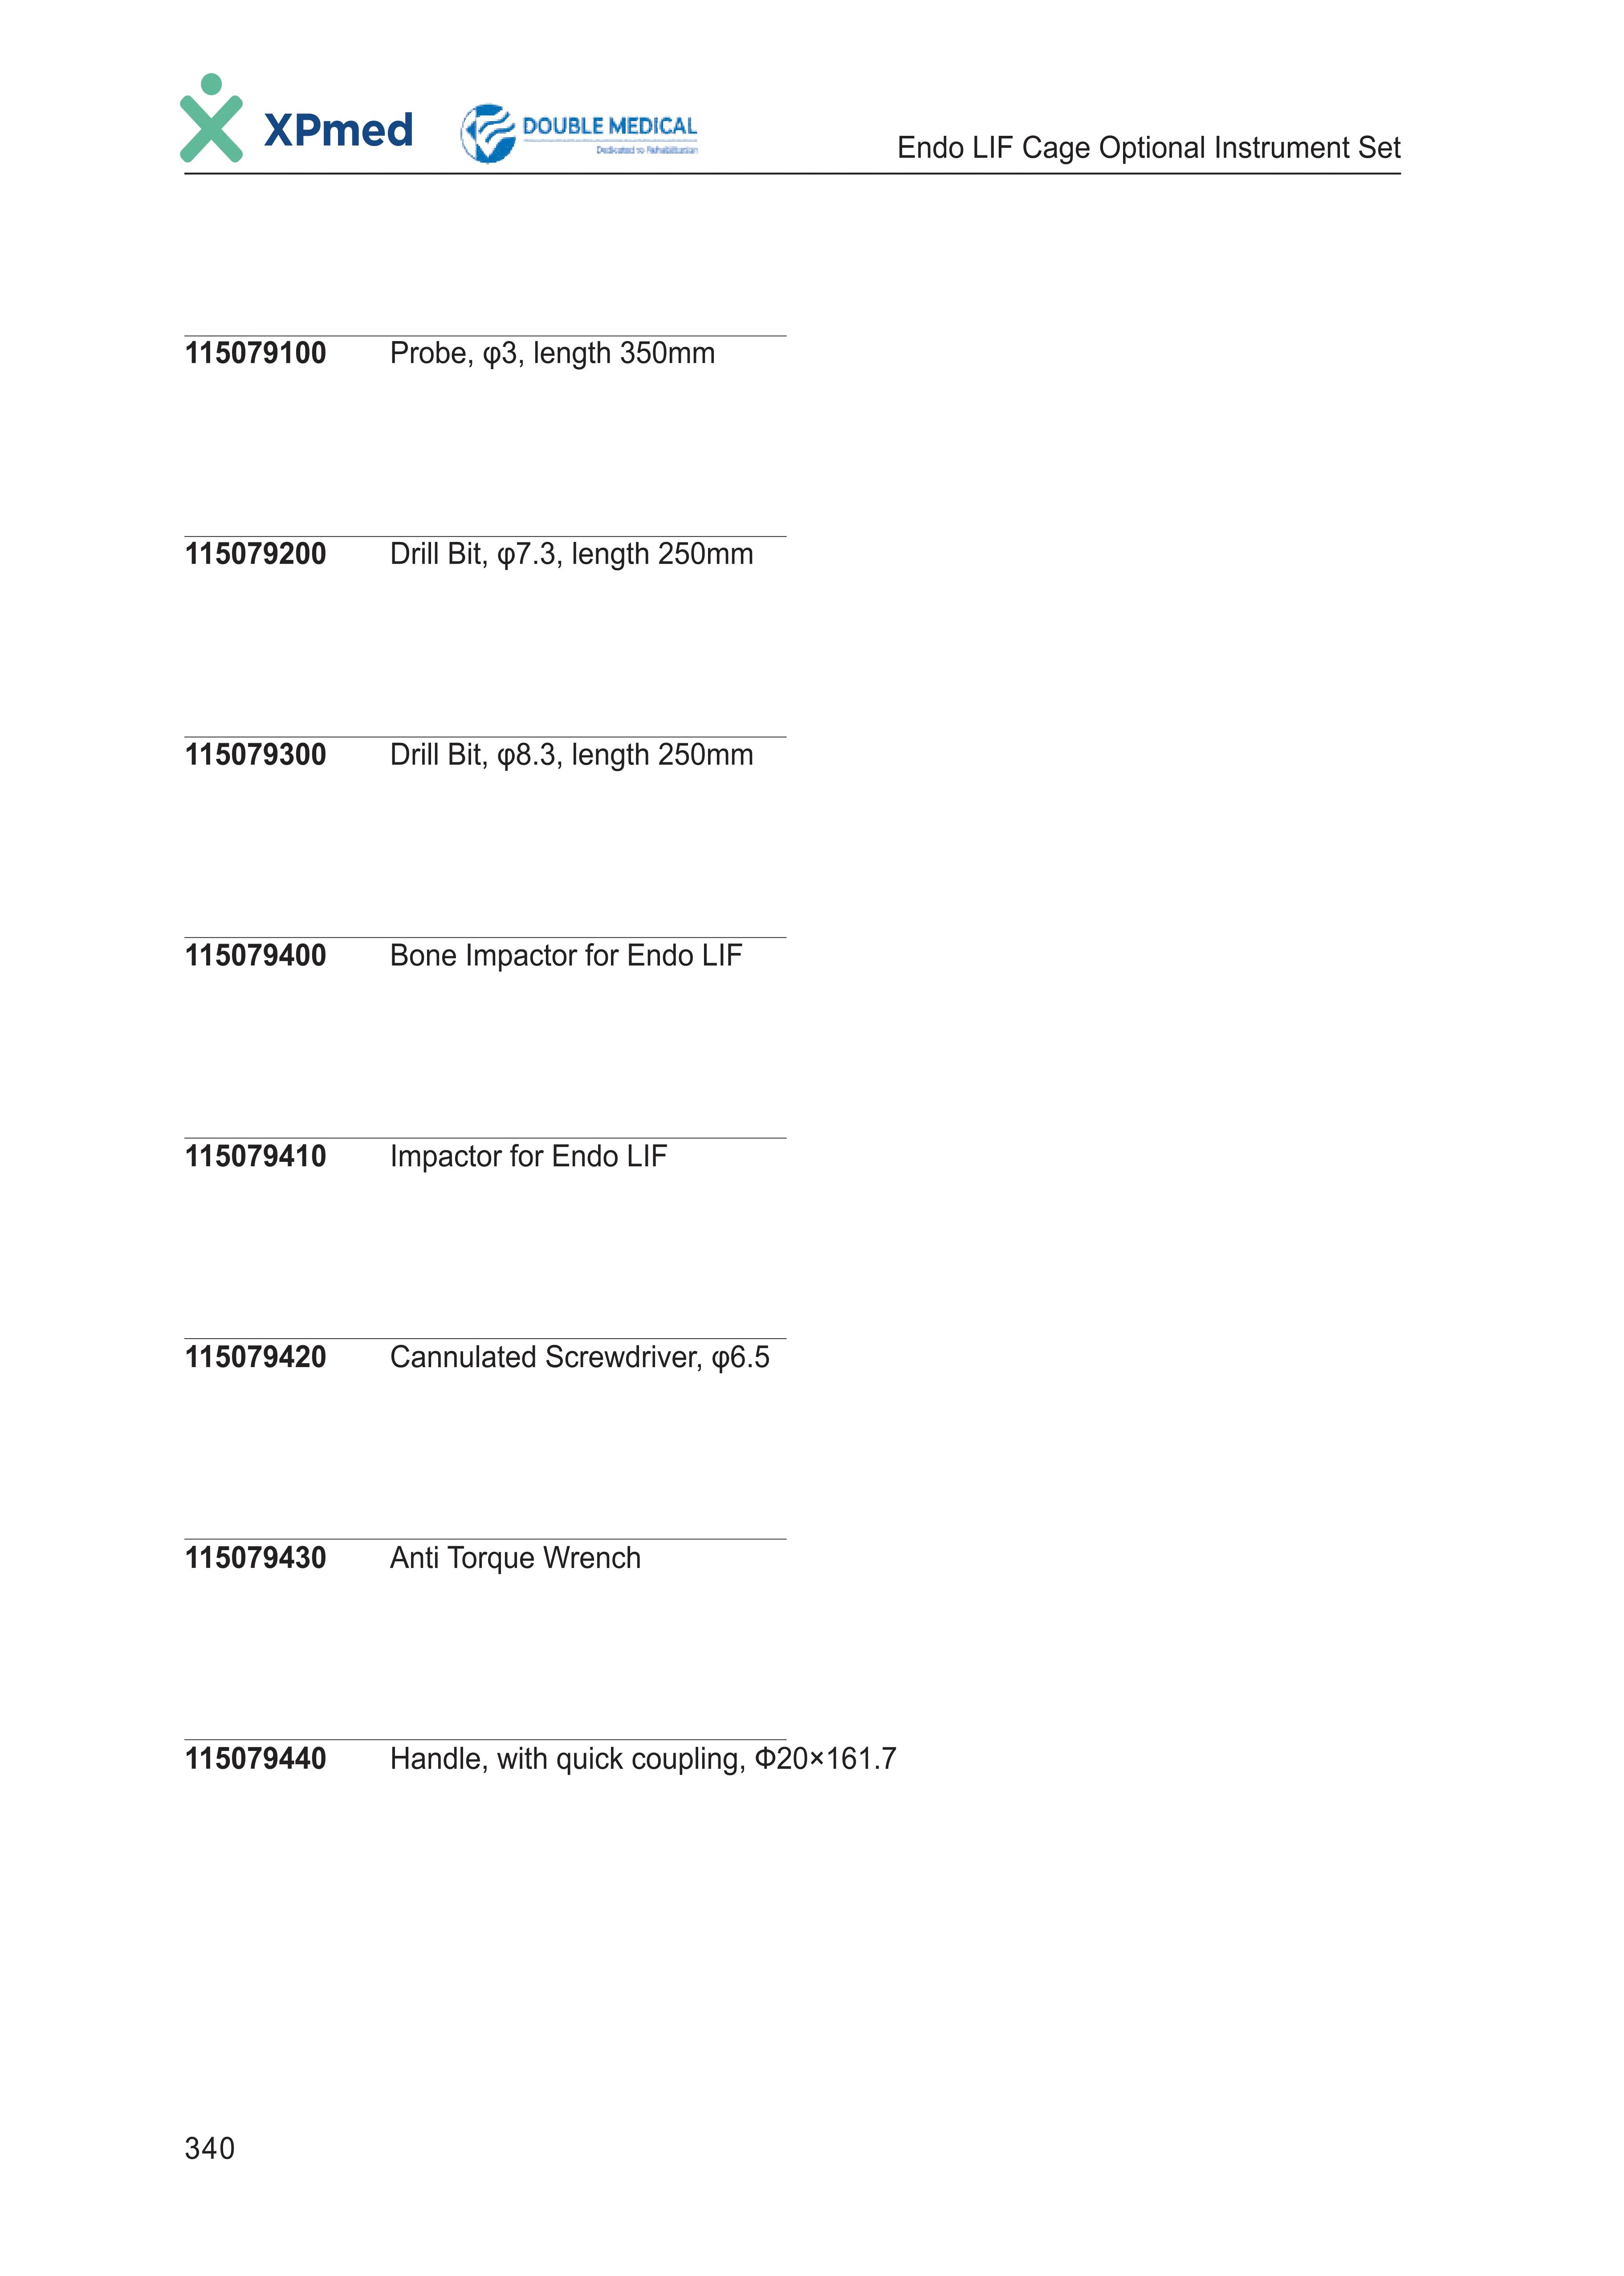 XPmed
DOUBLE MEDICAL
Dedicated to Rehabilitation
Endo LIF Cage Optional Instrument Set
115079100 Probe, φ3, length 350mm
115079200 Drill Bit, φ7.3, length 250mm
115079300 Drill Bit, φ8.3, length 250mm
115079400 Bone Impactor for Endo LIF
115079410 Impactor for Endo LIF
115079420 Cannulated Screwdriver, φ6.5
115079430 Anti Torque Wrench
115079440 Handle, with quick coupling, Φ20×161.7
340